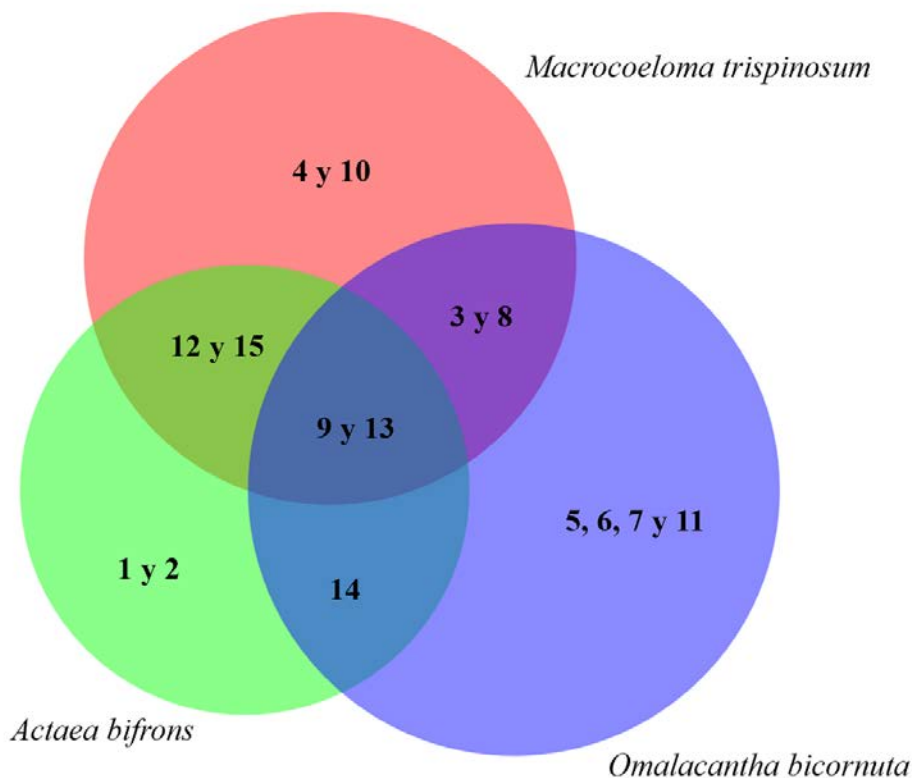 Macrocoeloma trispinosum
4 y 10
3 y 8
12 y 15
9 y 13
5, 6, 7 y 11
1 y 2
14
Actaea bifrons
Omalacantha bicornuta